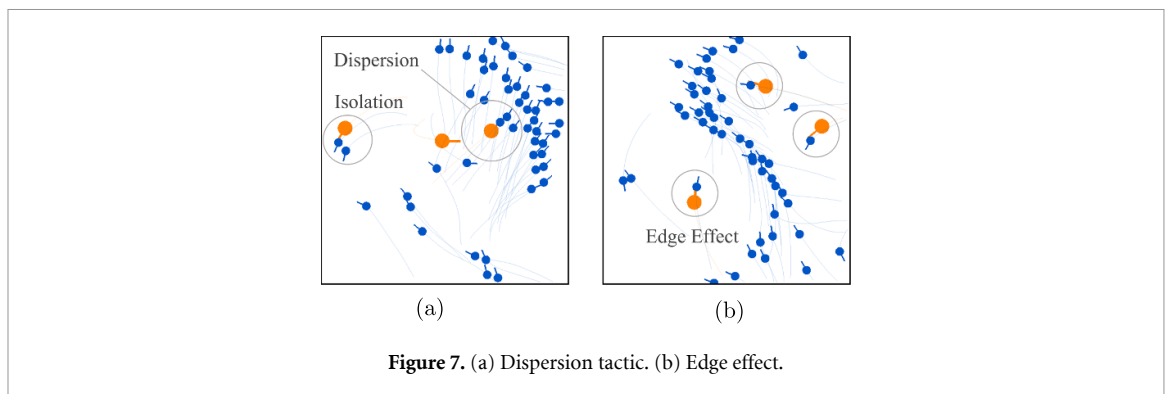 Dispersion
Isolation
Edge Effect
(a)
(b)
Figure 7. (a) Dispersion tactic. (b) Edge effect.